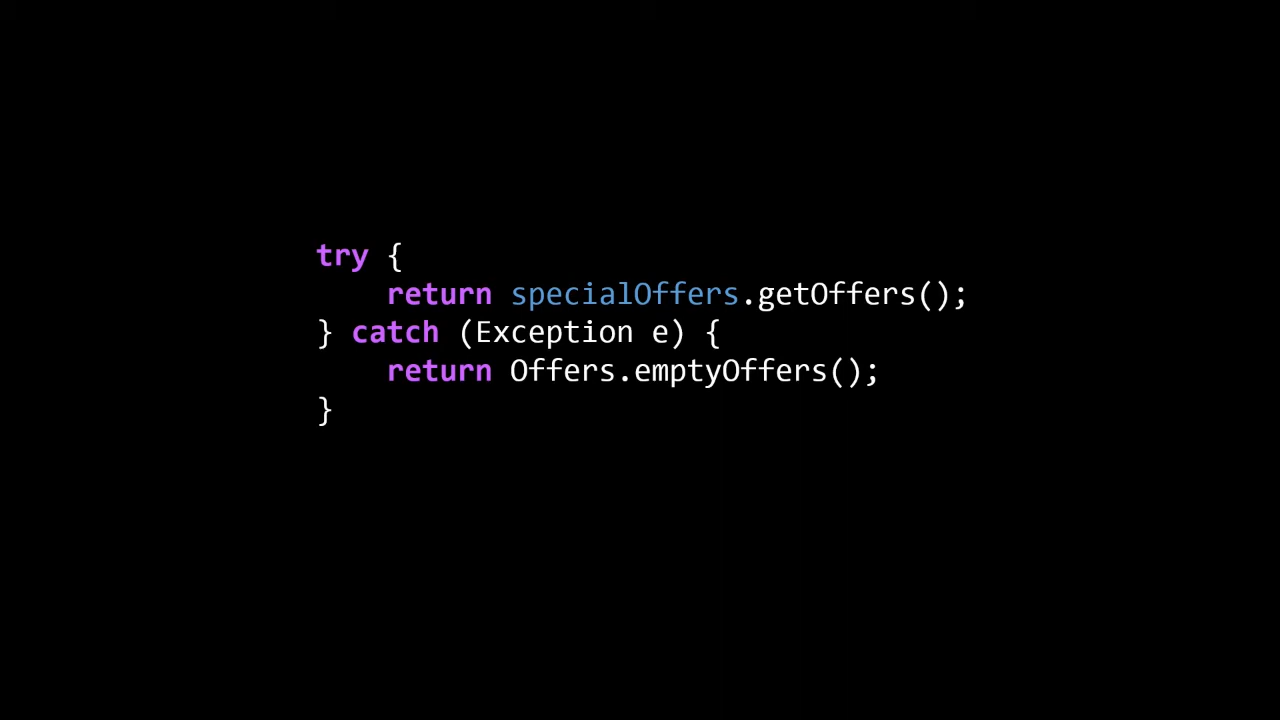 try {
    return specialOffers.getOffers();
} catch (Exception e) {
    return Offers.emptyOffers();
}